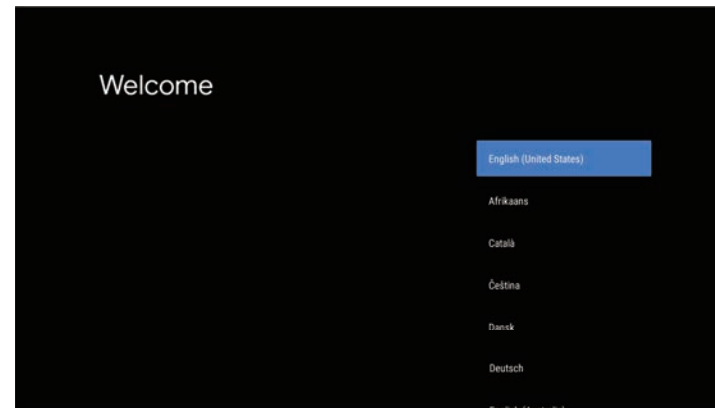 Welcome
English (United States)
Afrikaans
Català
Čeština
Dansk
Deutsch